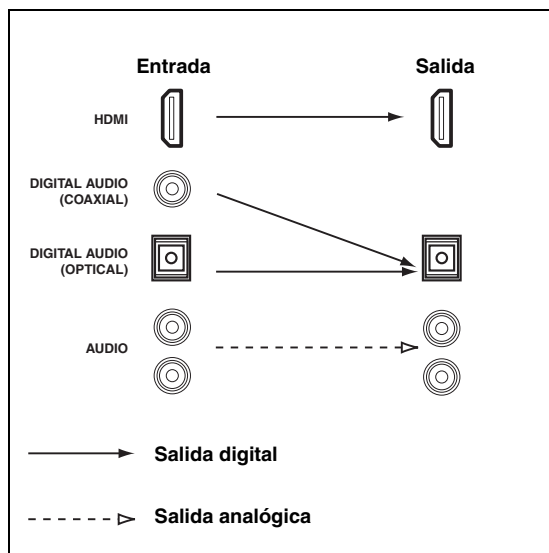 Entrada Salida
HDMI
DIGITAL AUDIO
(COAXIAL)
DIGITAL AUDIO
(OPTICAL)
AUDIO
Salida digital
Salida analógica